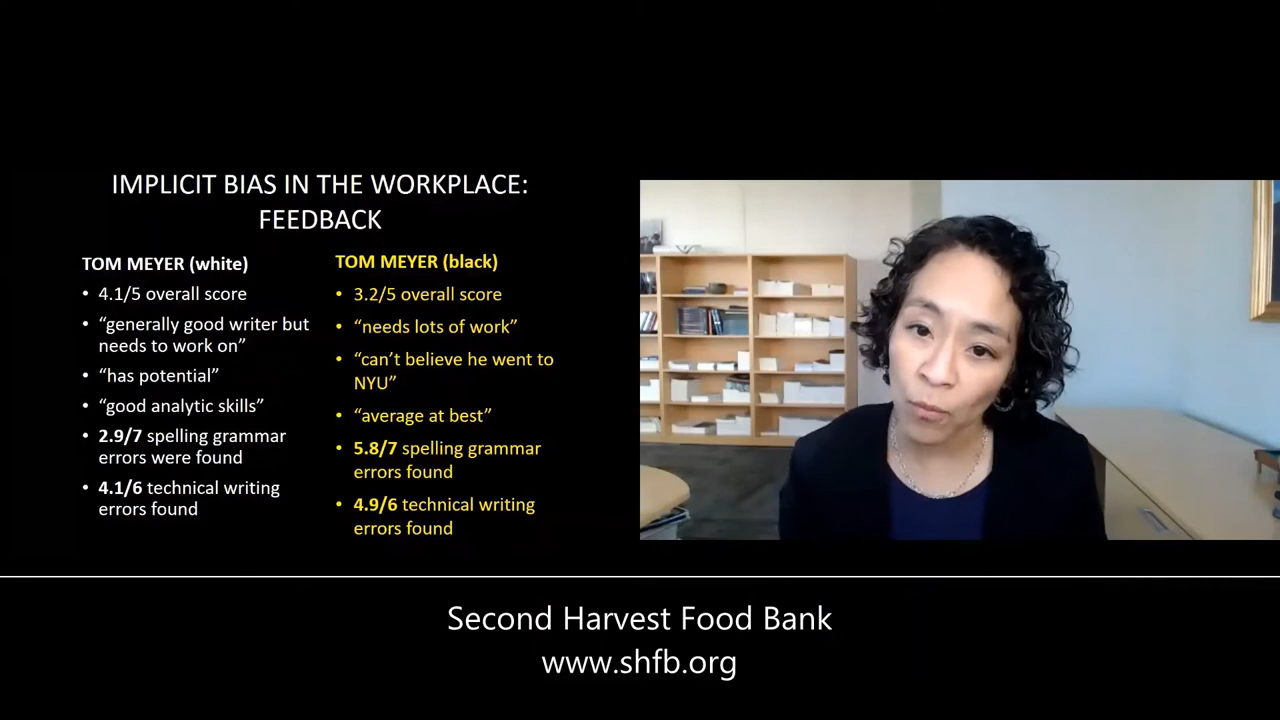 IMPLICIT BIAS IN THE WORKPLACE:
FEEDBACK
TOM MEYER (white)
• 4.1/5 overall score
• “generally good writer but
needs to work on”
• “has potential”
• “good analytic skills”
• 2.9/7 spelling grammar
errors were found
• 4.1/6 technical writing
errors found
TOM MEYER (black)
• 3.2/5 overall score
• “needs lots of work”
• “can’t believe he went to
NYU”
• “average at best”
• 5.8/7 spelling grammar
errors found
• 4.9/6 technical writing
errors found
Second Harvest Food Bank
www.shfb.org